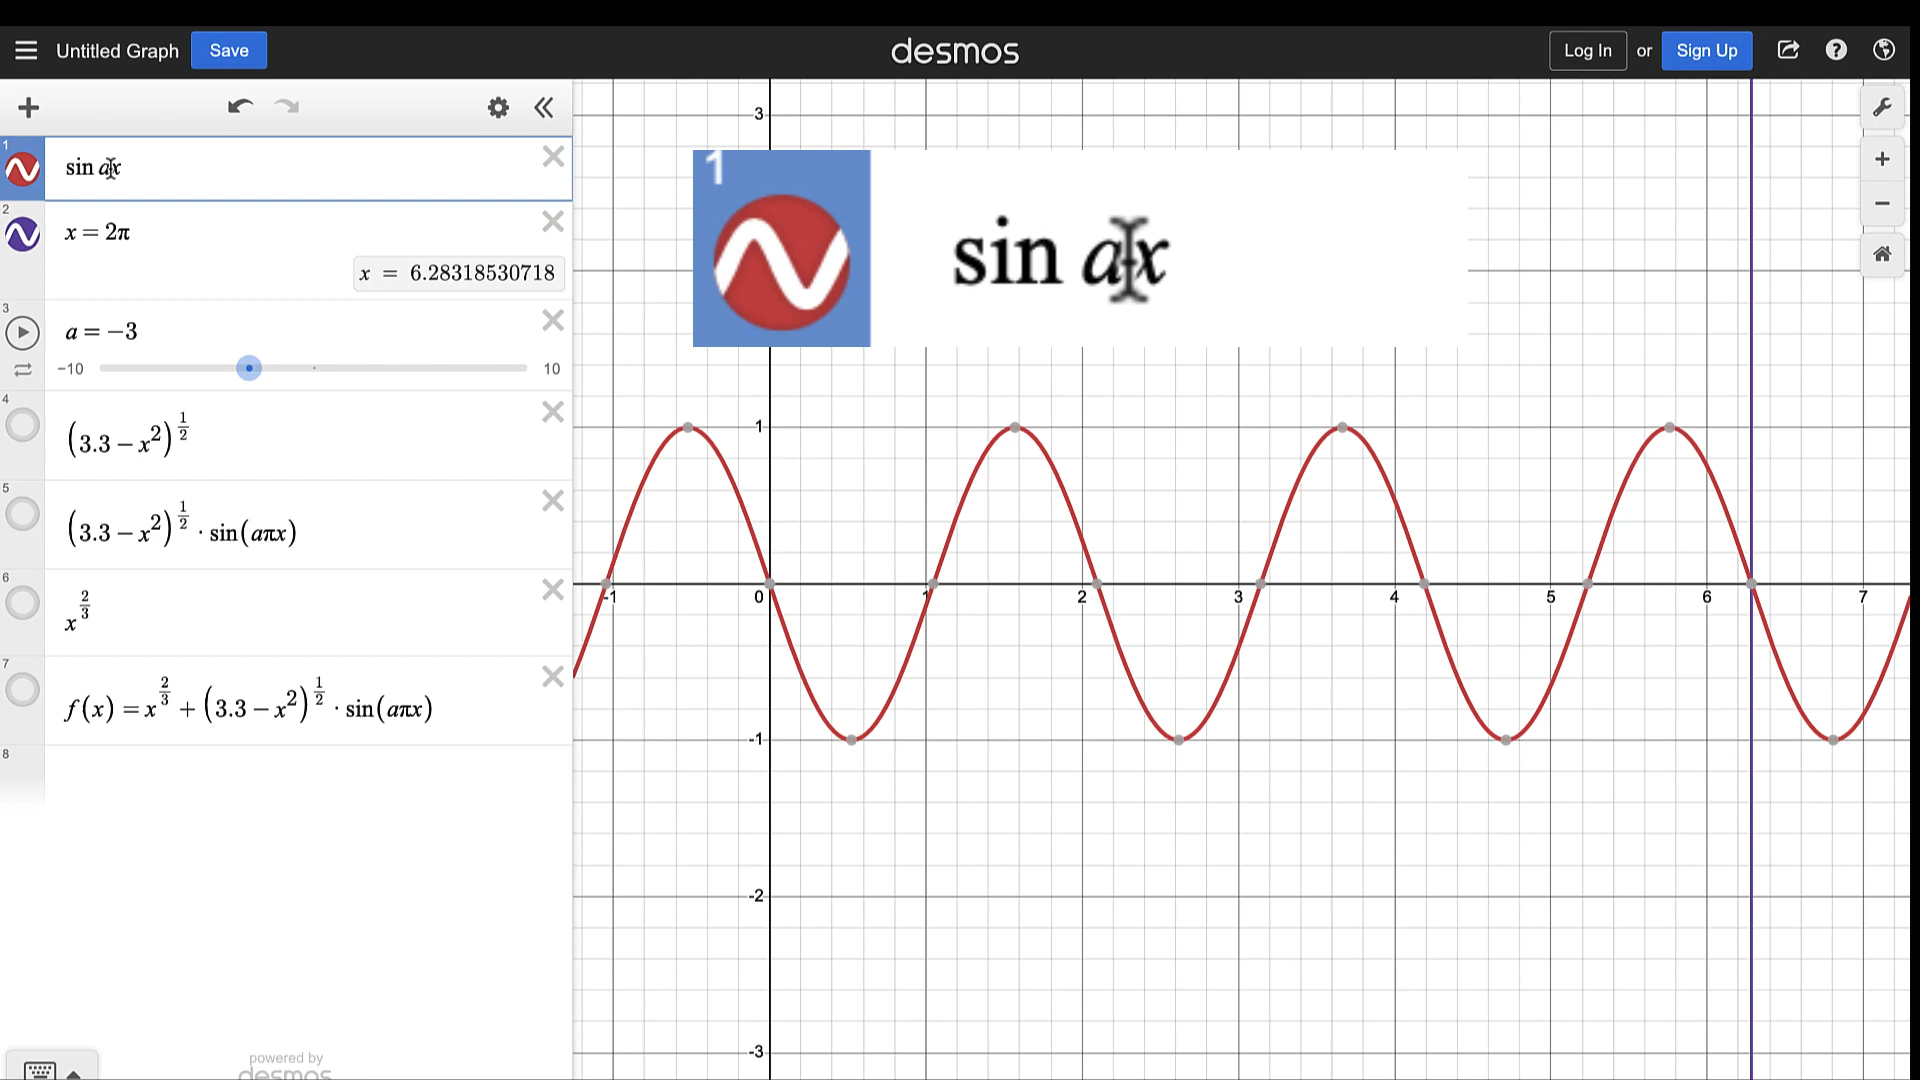 Untitled Graph Save desmos Log In or Sign Up
1 sin ax
2 x = 2π
x = 6.28318530718
3 a = −3
-10 10
4 (3.3 − x²)^(1/2)
5 (3.3 − x²)^(1/2) · sin(aπx)
6 x^(2/3)
7 f(x) = x^(2/3) + (3.3 − x²)^(1/2) · sin(aπx)
8
powered by
desmos
1 sin ax
3
1
-1 0 1 2 3 4 5 6 7
-1
-2
-3